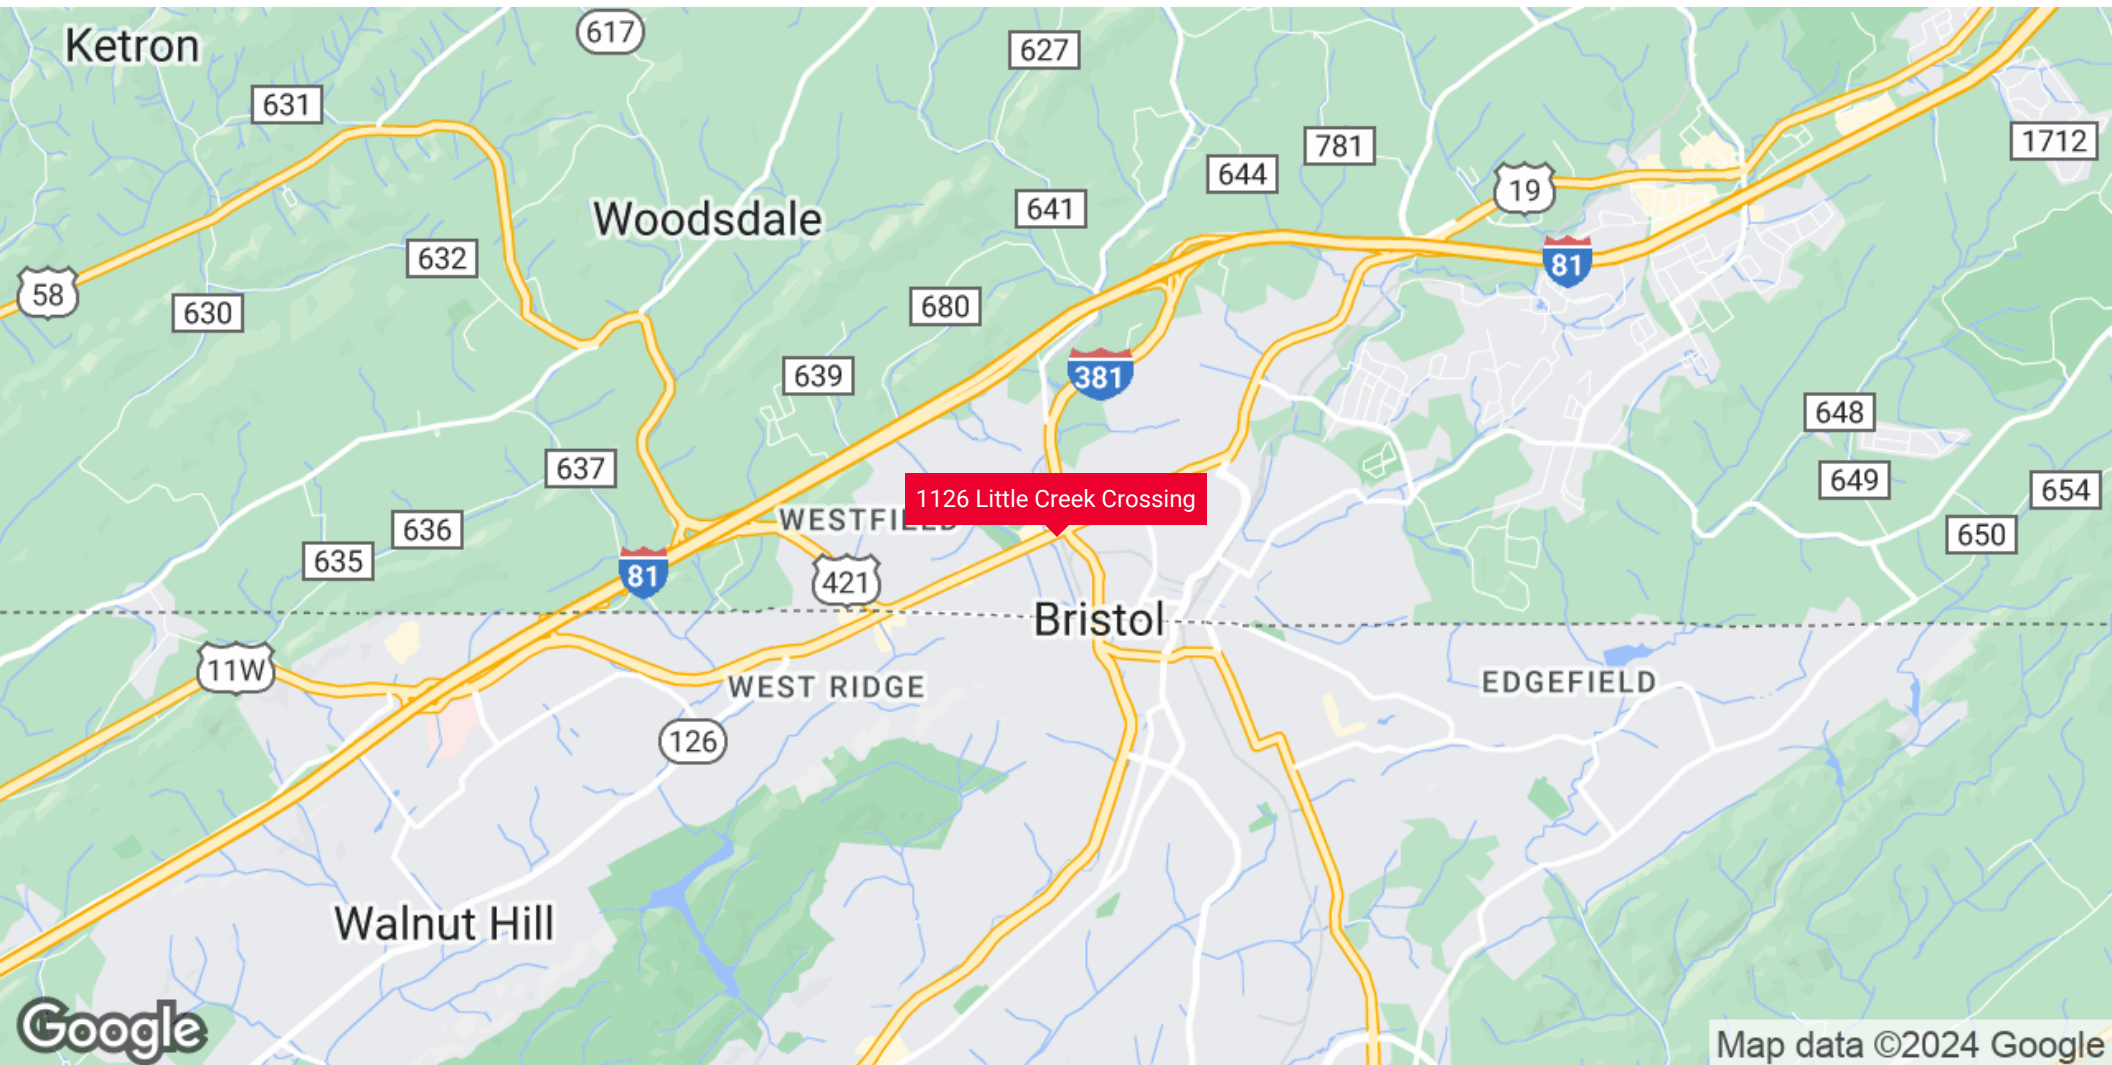 Ketron
617
627
631
781
1712
644
19
641
Woodsdale
632
81
58
630
680
381
639
648
637
649
654
1126 Little Creek Crossing
WESTFIELD
636
650
635
81
421
Bristol
11W
WEST RIDGE
EDGEFIELD
126
Walnut Hill
Google
Map data ©2024 Google